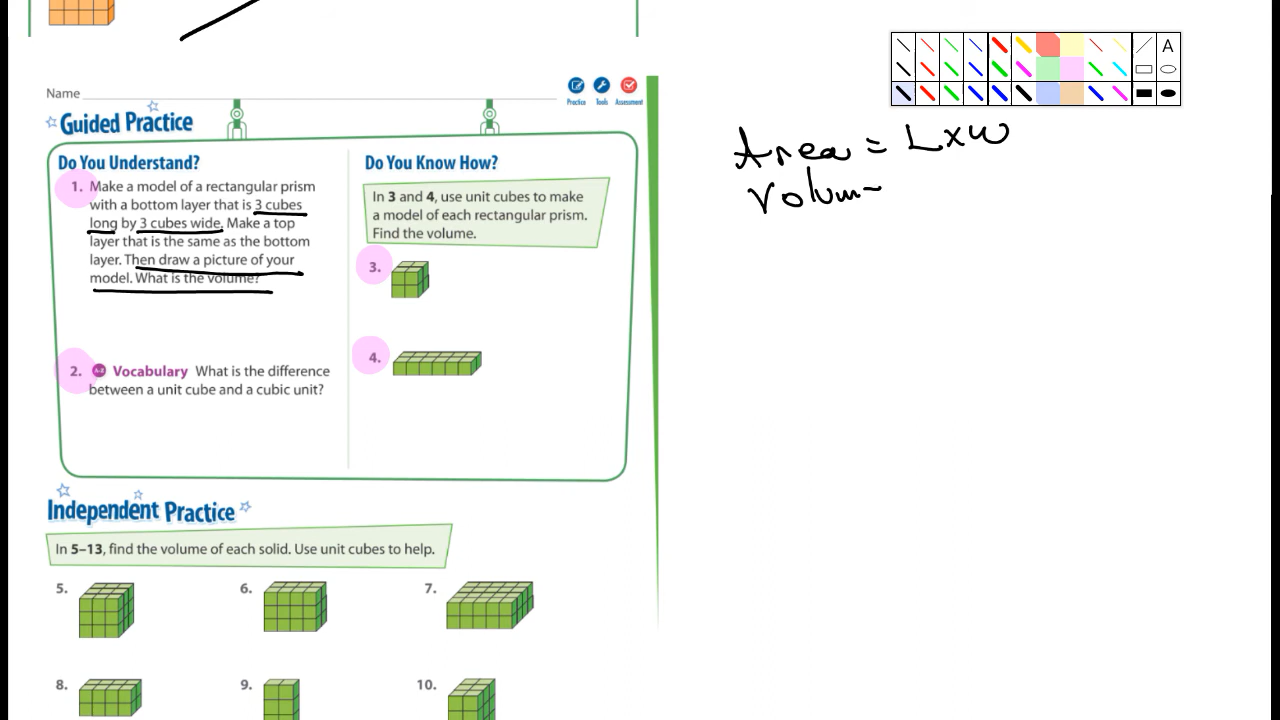 Name
Practice
Tools
Assessment
Guided Practice
Do You Understand?
1. Make a model of a rectangular prism
with a bottom layer that is 3 cubes
long by 3 cubes wide. Make a top
layer that is the same as the bottom
layer. Then draw a picture of your
model. What is the volume?
2. Vocabulary What is the difference
between a unit cube and a cubic unit?
Do You Know How?
In 3 and 4, use unit cubes to make
a model of each rectangular prism.
Find the volume.
3.
4.
Independent Practice
In 5–13, find the volume of each solid. Use unit cubes to help.
5.
6.
7.
8.
9.
10.
A
Area = L x w
Volum